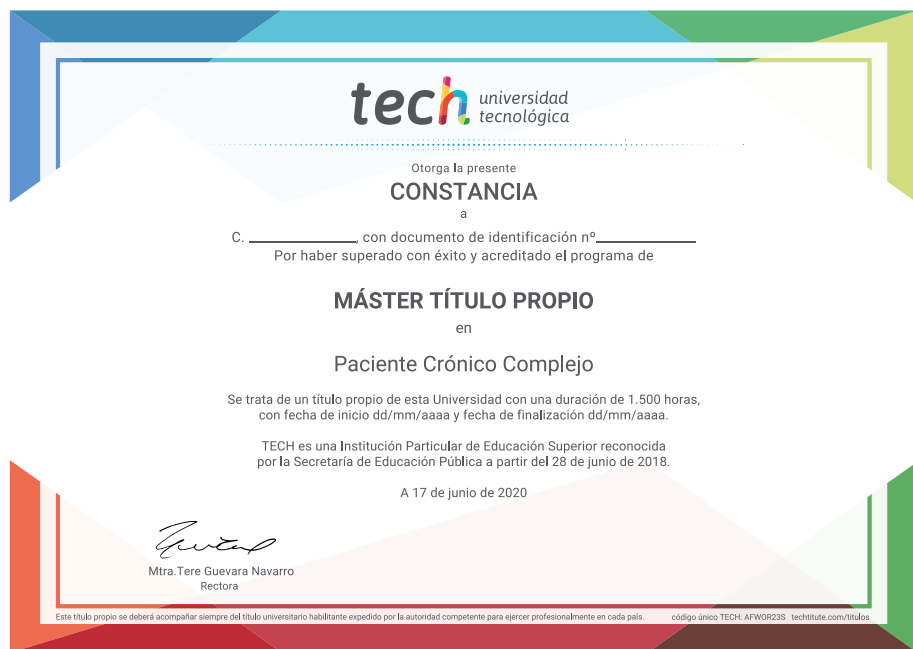 tech universidad
tecnológica
Otorga la presente
CONSTANCIA
a
C. ____________, con documento de identificación nº____________
Por haber superado con éxito y acreditado el programa de
MÁSTER TÍTULO PROPIO
en
Paciente Crónico Complejo
Se trata de un título propio de esta Universidad con una duración de 1.500 horas,
con fecha de inicio dd/mm/aaaa y fecha de finalización dd/mm/aaaa.
TECH es una Institución Particular de Educación Superior reconocida
por la Secretaría de Educación Pública a partir del 28 de junio de 2018.
A 17 de junio de 2020
Mtra.Tere Guevara Navarro
Rectora
Este título propio se deberá acompañar siempre del título universitario habilitante expedido por la autoridad competente para ejercer profesionalmente en cada país. código único TECH: AFWOR23S techtitute.com/titulos